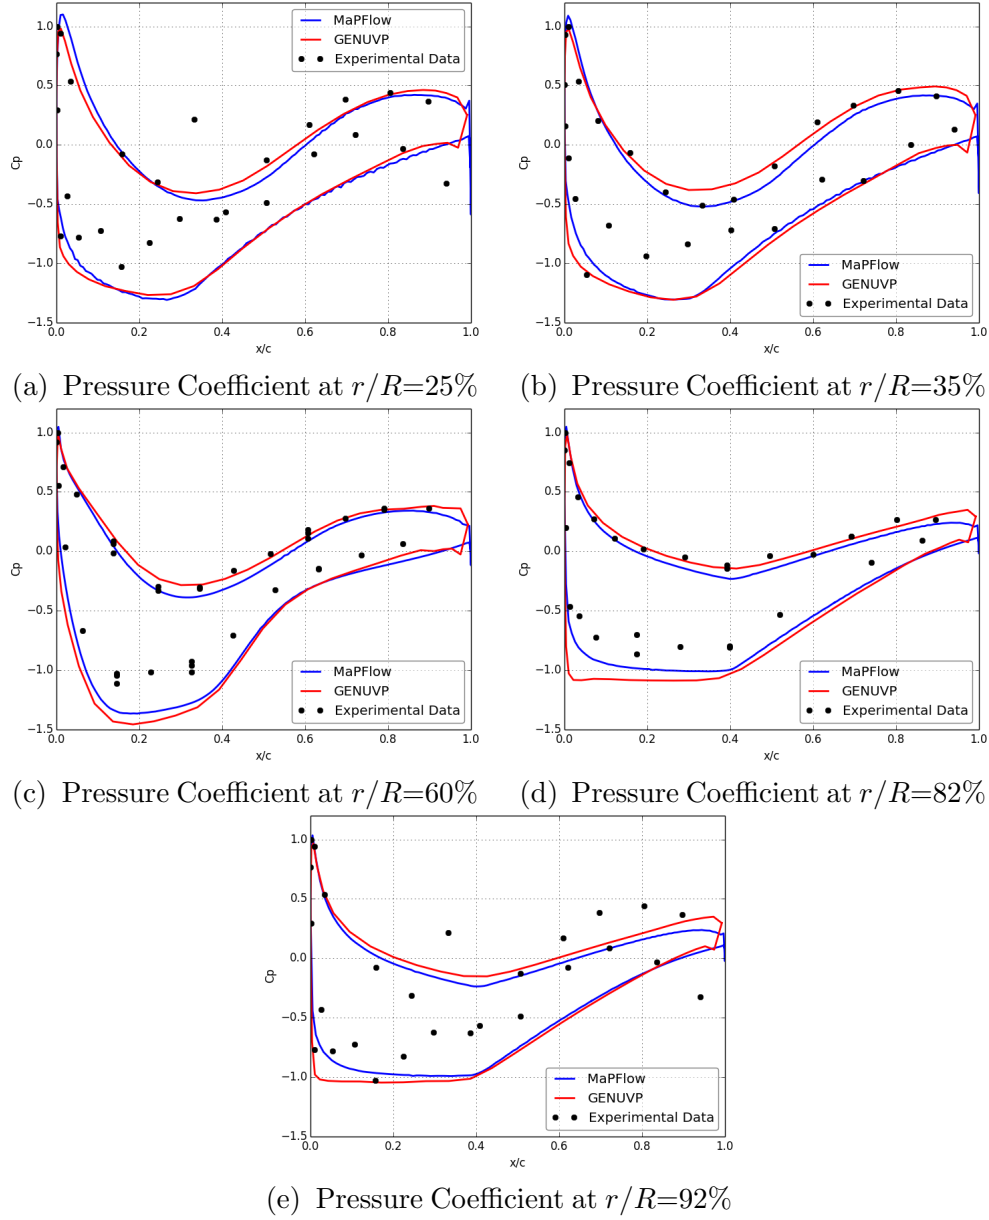 1.0
0.5
0.0
−0.5
−1.0
−1.5
Cp
0.0 0.2 0.4 0.6 0.8 1.0
x/c
MaPFlow
GENUVP
Experimental Data
(a) Pressure Coefficient at r/R=25%
1.0
0.5
0.0
−0.5
−1.0
−1.5
Cp
0.0 0.2 0.4 0.6 0.8 1.0
x/c
MaPFlow
GENUVP
Experimental Data
(b) Pressure Coefficient at r/R=35%
1.0
0.5
0.0
−0.5
−1.0
−1.5
Cp
0.0 0.2 0.4 0.6 0.8 1.0
x/c
MaPFlow
GENUVP
Experimental Data
(c) Pressure Coefficient at r/R=60%
1.0
0.5
0.0
−0.5
−1.0
−1.5
Cp
0.0 0.2 0.4 0.6 0.8 1.0
x/c
MaPFlow
GENUVP
Experimental Data
(d) Pressure Coefficient at r/R=82%
1.0
0.5
0.0
−0.5
−1.0
−1.5
Cp
0.0 0.2 0.4 0.6 0.8 1.0
x/c
MaPFlow
GENUVP
Experimental Data
(e) Pressure Coefficient at r/R=92%